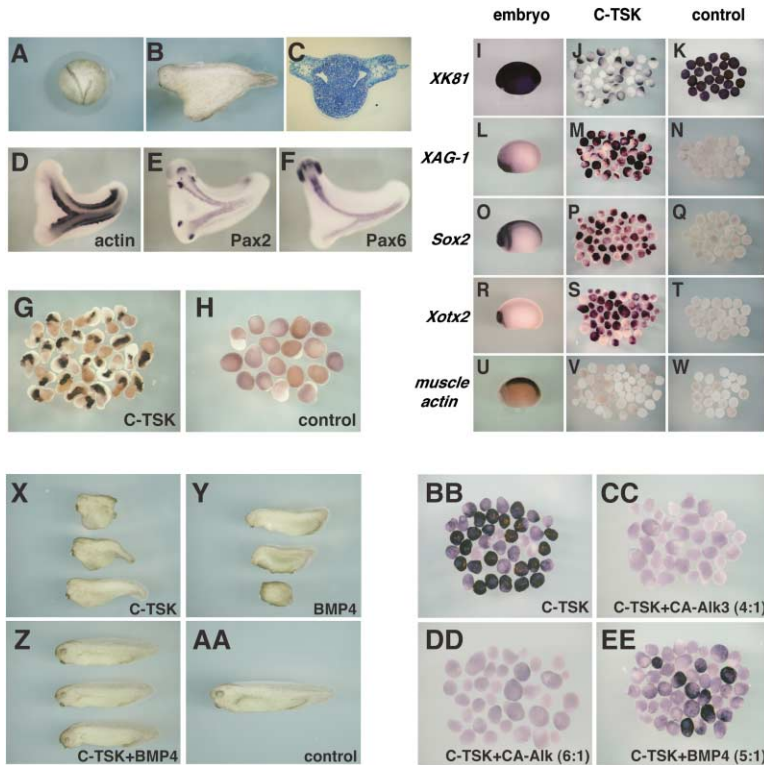 embryo C-TSK control
A B C
I J K
XK81
D E F
actin Pax2 Pax6
L M N
XAG-1
O P Q
Sox2
G H
C-TSK control
R S T
Xotx2
U V W
muscle
actin
X Y
C-TSK BMP4
Z AA
C-TSK+BMP4 control
BB CC
C-TSK C-TSK+CA-Alk3 (4:1)
DD EE
C-TSK+CA-Alk (6:1) C-TSK+BMP4 (5:1)